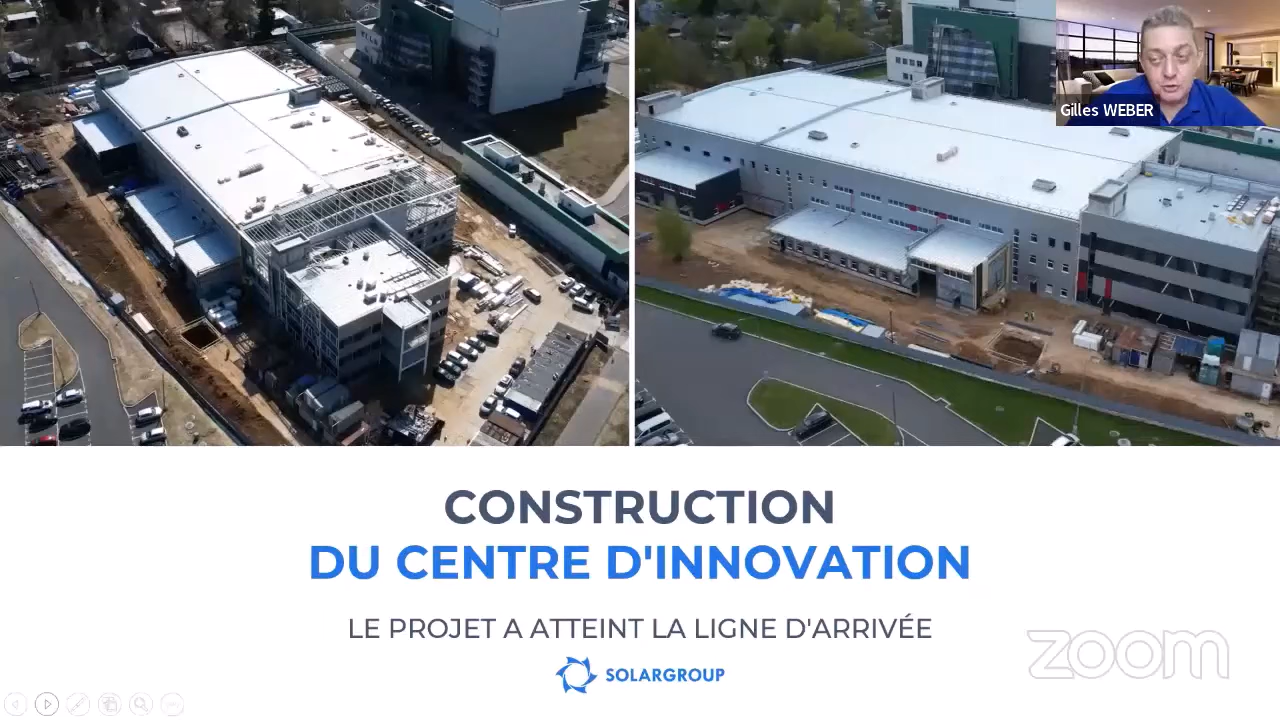 Gilles WEBER
CONSTRUCTION
DU CENTRE D'INNOVATION
LE PROJET A ATTEINT LA LIGNE D'ARRIVÉE
SOLARGROUP
zoom